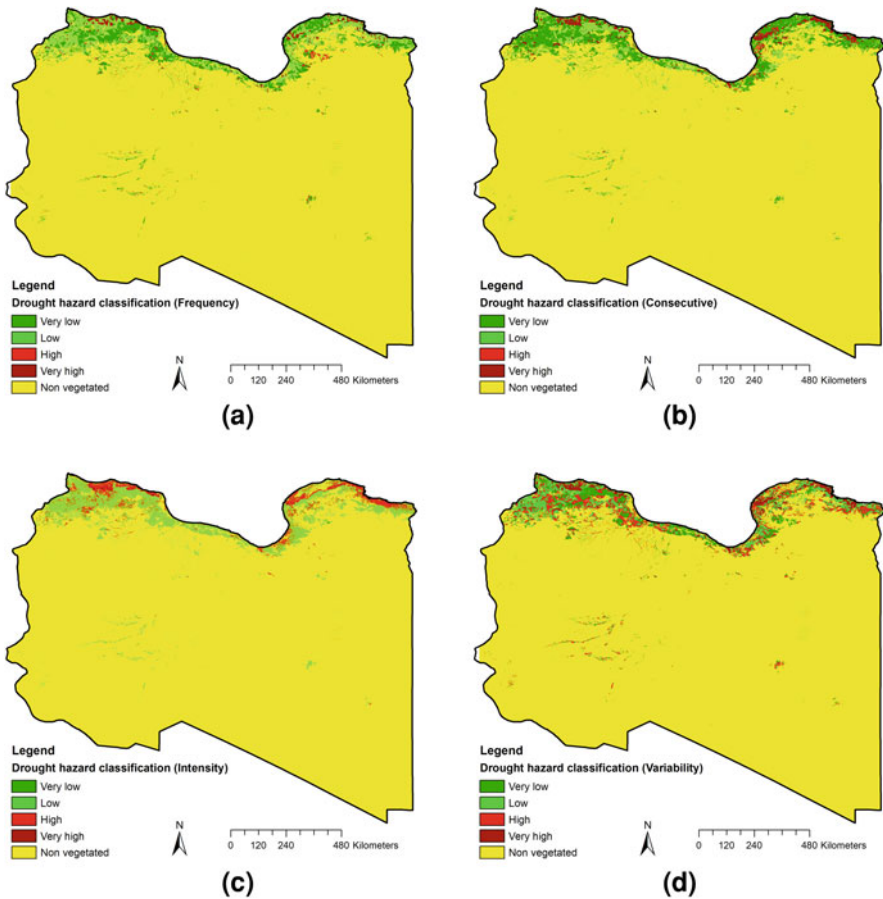 Legend
Drought hazard classification (Frequency)
Very low
Low
High
Very high
Non vegetated
N
0 120 240 480 Kilometers
(a)
Legend
Drought hazard classification (Consecutive)
Very low
Low
High
Very high
Non vegetated
N
0 120 240 480 Kilometers
(b)
Legend
Drought hazard classification (Intensity)
Very low
Low
High
Very high
Non vegetated
N
0 120 240 480 Kilometers
(c)
Legend
Drought hazard classification (Variability)
Very low
Low
High
Very high
Non vegetated
N
0 120 240 480 Kilometers
(d)